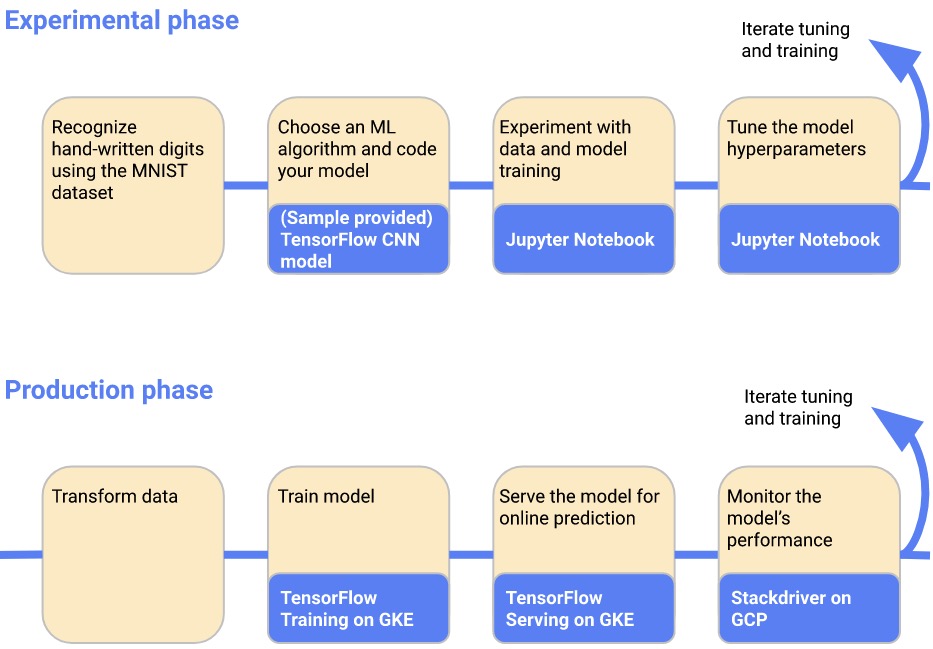 Experimental phase
Iterate tuning
and training
Recognize
hand-written digits
using the MNIST
dataset
Choose an ML
algorithm and code
your model
(Sample provided)
TensorFlow CNN
model
Experiment with
data and model
training
Jupyter Notebook
Tune the model
hyperparameters
Jupyter Notebook
Production phase
Iterate tuning
and training
Transform data
Train model
TensorFlow
Training on GKE
Serve the model for
online prediction
TensorFlow
Serving on GKE
Monitor the
model’s
performance
Stackdriver on
GCP